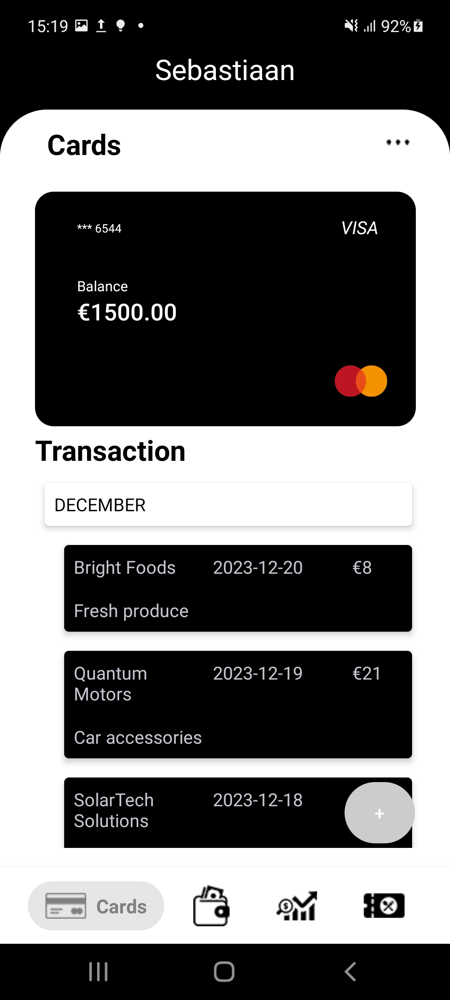 15:19 92%
Sebastiaan
Cards
*** 6544 VISA
Balance
€1500.00
Transaction
DECEMBER
Bright Foods 2023-12-20 €8
Fresh produce
Quantum 2023-12-19 €21
Motors
Car accessories
SolarTech 2023-12-18
Solutions
+
Cards